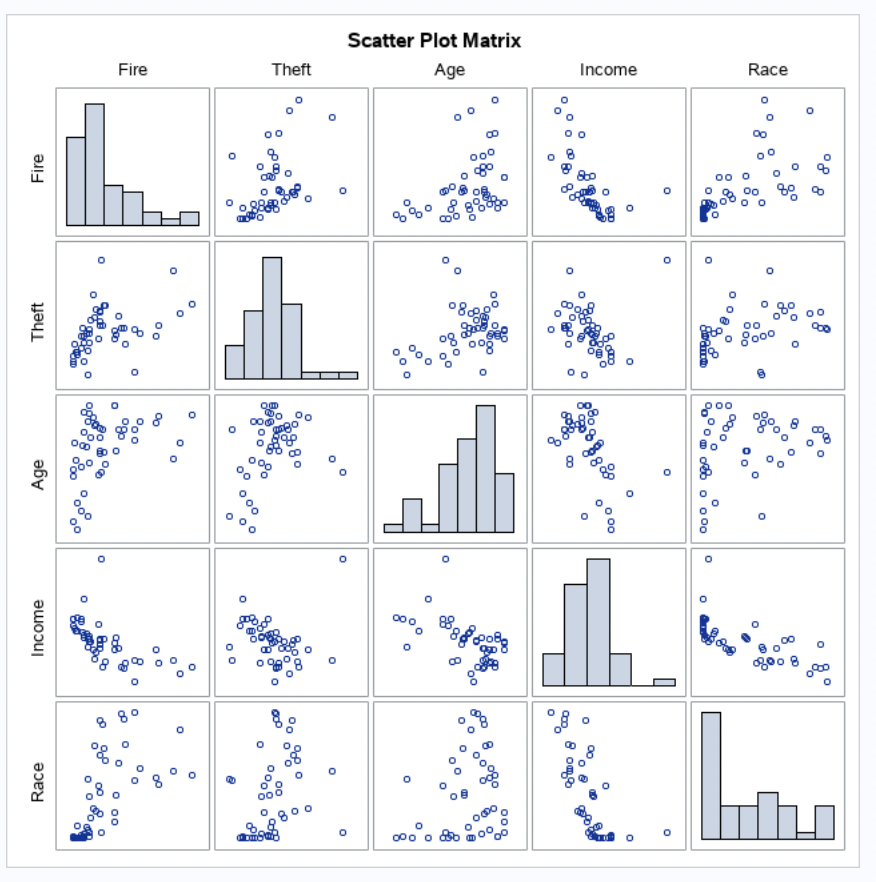 Scatter Plot Matrix
Fire Theft Age Income Race
Fire
Theft
Age
Income
Race